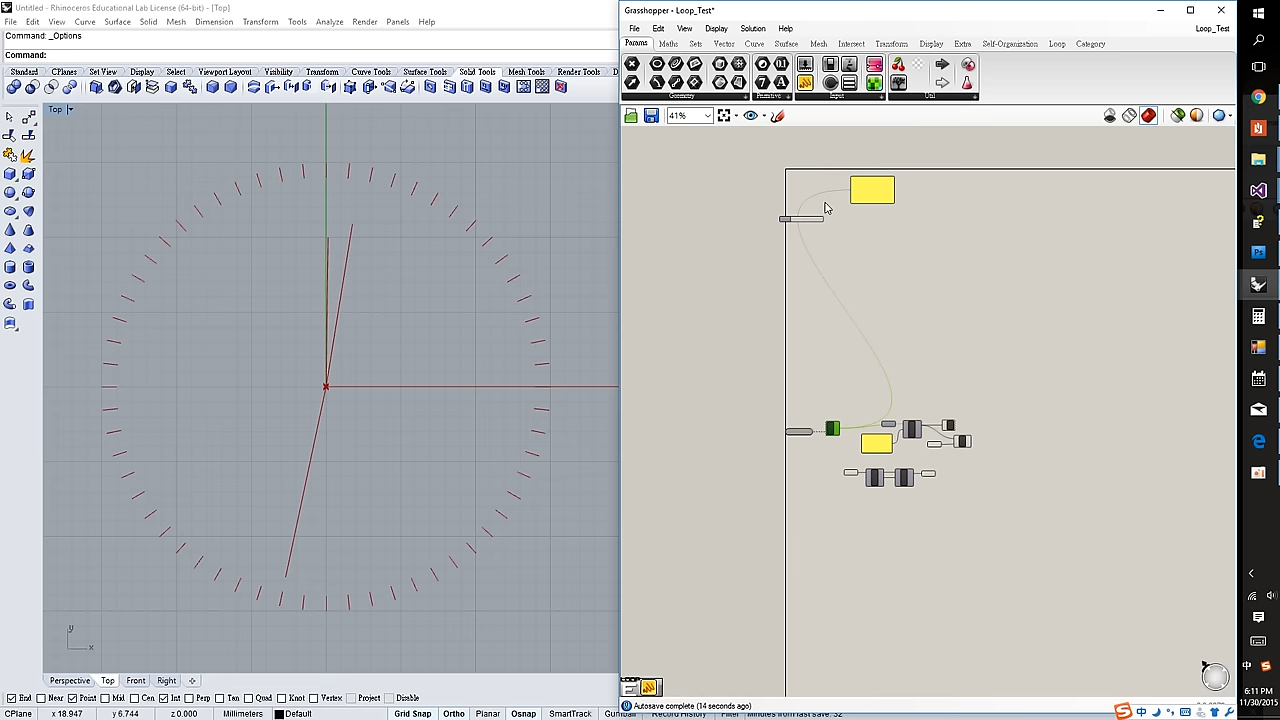 Untitled - Rhinoceros Educational Lab License (64-bit) - [Top]
File Edit View Curve Surface Solid Mesh Dimension Transform Tools Analyze Render Panels Help
Command: _Options
Command:
Standard CPlanes Set View Display Select Viewport Layout Visibility Transform Curve Tools Surface Tools Solid Tools Mesh Tools Render Tools D
Top
y
x
Perspective Top Front Right
End Near Point Mid Cen Int Perp Tan Quad Knot Vertex Project Disable
CPlane x 18.947 y 6.744 z 0.000 Millimeters Default Grid Snap Ortho Planar Osnap SmartTrack Gumball Record History Filter Minutes from last save: 32
Grasshopper - Loop_Test*
File Edit View Display Solution Help
Loop_Test
Params Maths Sets Vector Curve Surface Mesh Intersect Transform Display Extra Self-Organization Loop Category
Geometry Primitive Input Util
41%
Autosave complete (14 seconds ago)
中
6:11 PM
11/30/2015